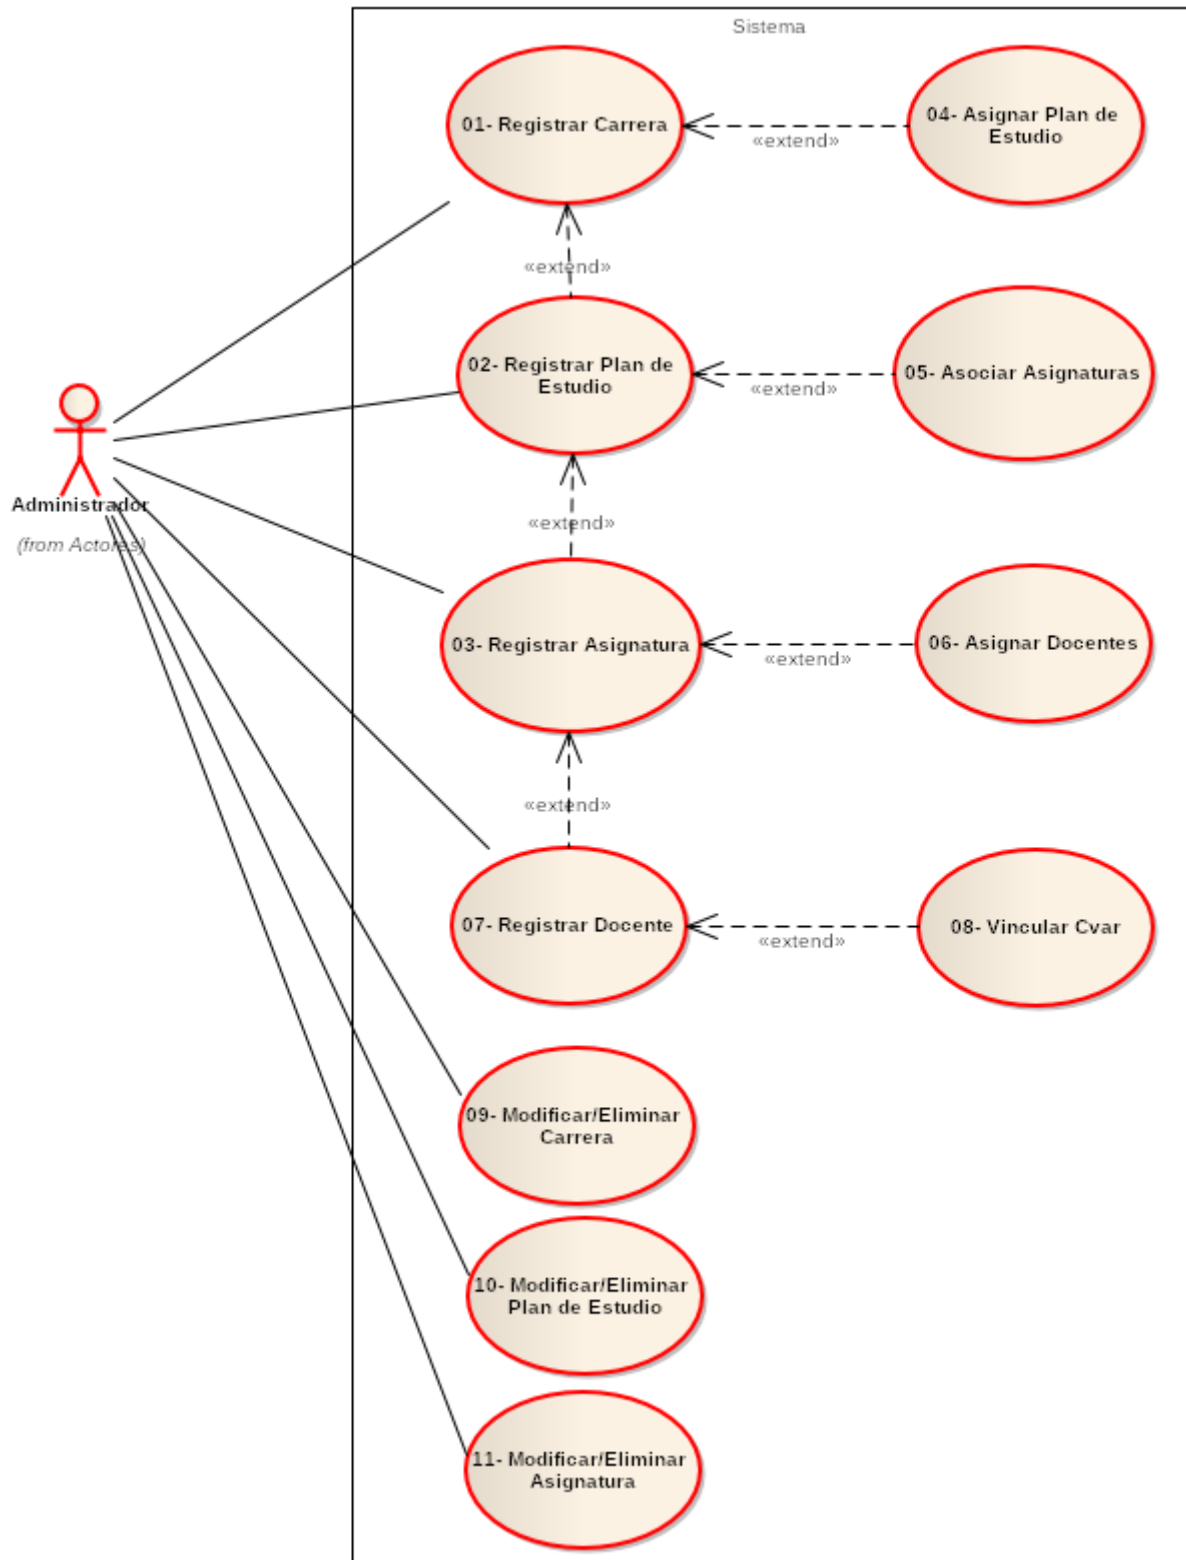 Sistema
01- Registrar Carrera
«extend»
04- Asignar Plan de
Estudio
«extend»
02- Registrar Plan de
Estudio
«extend»
05- Asociar Asignaturas
Administrador
(from Actores)
«extend»
03- Registrar Asignatura
«extend»
06- Asignar Docentes
«extend»
07- Registrar Docente
«extend»
08- Vincular Cvar
09- Modificar/Eliminar
Carrera
10- Modificar/Eliminar
Plan de Estudio
11- Modificar/Eliminar
Asignatura